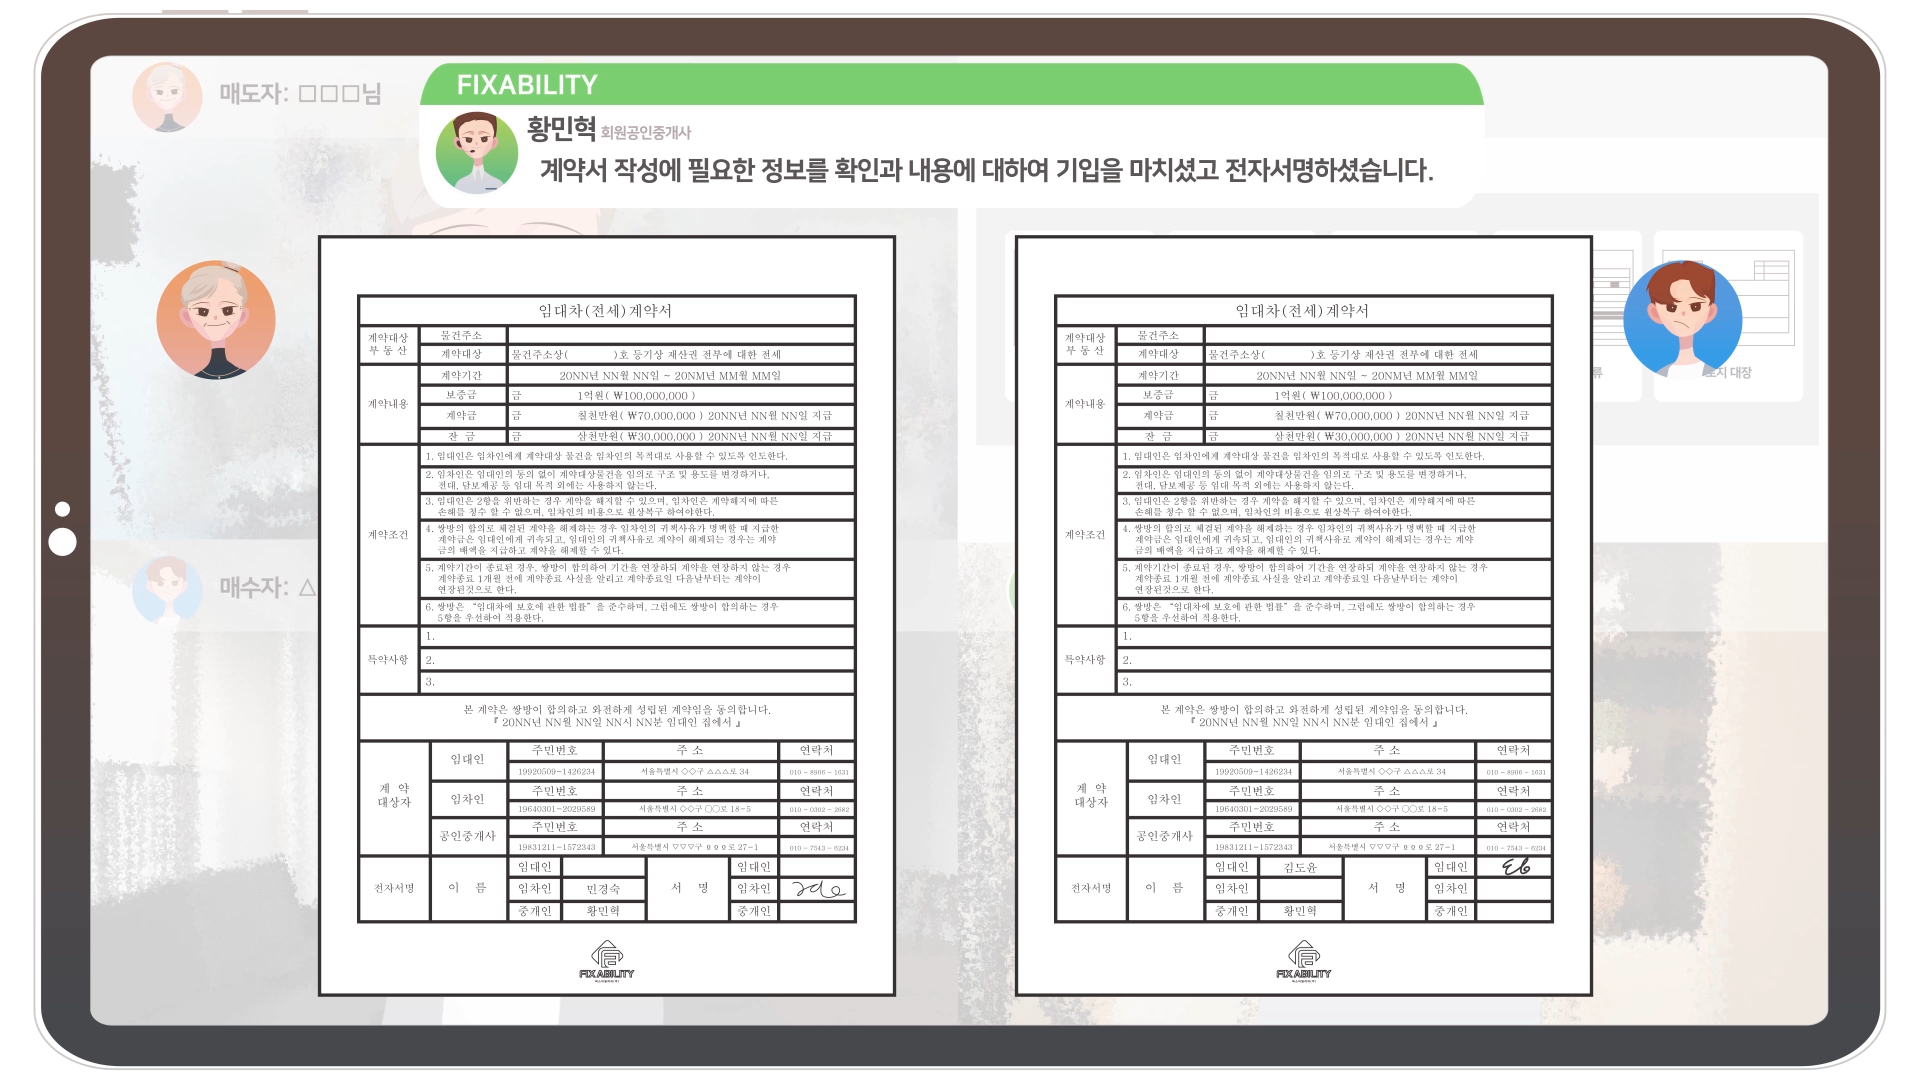 매도자: □□□님
FIXABILITY
황민혁 회원공인중개사
계약서 작성에 필요한 정보를 확인과 내용에 대하여 기입을 마치셨고 전자서명하셨습니다.
매수자: △
토지 대장
임대차(전세)계약서
계약대상 부 동 산
물건주소
계약대상 물건주소상( )호 등기상 재산권 전부에 대한 전세
계약내용
계약기간 20NN년 NN월 NN일 ~ 20NM년 MM월 MM일
보증금 금 1억원( ₩100,000,000 )
계약금 금 칠천만원( ₩70,000,000 ) 20NN년 NN월 NN일 지급
잔 금 금 삼천만원( ₩30,000,000 ) 20NN년 NN월 NN일 지급
계약조건
1. 임대인은 임차인에게 계약대상 물건을 임차인의 목적대로 사용할 수 있도록 인도한다.
2. 임차인은 임대인의 동의 없이 계약대상물건을 임의로 구조 및 용도를 변경하거나,
전대, 담보제공 등 임대 목적 외에는 사용하지 않는다.
3. 임대인은 2항을 위반하는 경우 계약을 해지할 수 있으며, 임차인은 계약해지에 따른
손해를 청수 할 수 없으며, 임차인의 비용으로 원상복구 하여야한다.
4. 쌍방의 합의로 체결된 계약을 해제하는 경우 임차인의 귀책사유가 명백할 때 지급한
계약금은 임대인에게 귀속되고, 임대인의 귀책사유로 계약이 해제되는 경우는 계약
금의 배액을 지급하고 계약을 해제할 수 있다.
5. 계약기간이 종료된 경우, 쌍방이 합의하여 기간을 연장하되 계약을 연장하지 않는 경우
계약종료 1개월 전에 계약종료 사실을 알리고 계약종료일 다음날부터는 계약이
연장된것으로 한다.
6. 쌍방은 “임대차에 보호에 관한 법률”을 준수하며, 그럼에도 쌍방이 합의하는 경우
5항을 우선하여 적용한다.
특약사항
1.
2.
3.
본 계약은 쌍방이 합의하고 와전하게 성립된 계약임을 동의합니다.
『 20NN년 NN월 NN일 NN시 NN분 임대인 집에서 』
계 약 대상자
임대인 주민번호 주 소 연락처
19920509-1426234 서울특별시 ◇◇구 △△△로 34 010 - 8906 - 1631
임차인 주민번호 주 소 연락처
19640301-2029589 서울특별시 ◇◇구 ○○로 18-5 010 - 0302 - 2682
공인중개사 주민번호 주 소 연락처
19831211-1572343 서울특별시 ▽▽▽구 로 27-1 010 - 7543 - 6234
전자서명 이 름 서 명
임대인 임대인
임차인 민경숙 임차인
중개인 황민혁 중개인
FIXABILITY
임대차(전세)계약서
계약대상 부 동 산
물건주소
계약대상 물건주소상( )호 등기상 재산권 전부에 대한 전세
계약내용
계약기간 20NN년 NN월 NN일 ~ 20NM년 MM월 MM일
보증금 금 1억원( ₩100,000,000 )
계약금 금 칠천만원( ₩70,000,000 ) 20NN년 NN월 NN일 지급
잔 금 금 삼천만원( ₩30,000,000 ) 20NN년 NN월 NN일 지급
계약조건
1. 임대인은 임차인에게 계약대상 물건을 임차인의 목적대로 사용할 수 있도록 인도한다.
2. 임차인은 임대인의 동의 없이 계약대상물건을 임의로 구조 및 용도를 변경하거나,
전대, 담보제공 등 임대 목적 외에는 사용하지 않는다.
3. 임대인은 2항을 위반하는 경우 계약을 해지할 수 있으며, 임차인은 계약해지에 따른
손해를 청수 할 수 없으며, 임차인의 비용으로 원상복구 하여야한다.
4. 쌍방의 합의로 체결된 계약을 해제하는 경우 임차인의 귀책사유가 명백할 때 지급한
계약금은 임대인에게 귀속되고, 임대인의 귀책사유로 계약이 해제되는 경우는 계약
금의 배액을 지급하고 계약을 해제할 수 있다.
5. 계약기간이 종료된 경우, 쌍방이 합의하여 기간을 연장하되 계약을 연장하지 않는 경우
계약종료 1개월 전에 계약종료 사실을 알리고 계약종료일 다음날부터는 계약이
연장된것으로 한다.
6. 쌍방은 “임대차에 보호에 관한 법률”을 준수하며, 그럼에도 쌍방이 합의하는 경우
5항을 우선하여 적용한다.
특약사항
1.
2.
3.
본 계약은 쌍방이 합의하고 와전하게 성립된 계약임을 동의합니다.
『 20NN년 NN월 NN일 NN시 NN분 임대인 집에서 』
계 약 대상자
임대인 주민번호 주 소 연락처
19920509-1426234 서울특별시 ◇◇구 △△△로 34 010 - 8906 - 1631
임차인 주민번호 주 소 연락처
19640301-2029589 서울특별시 ◇◇구 ○○로 18-5 010 - 0302 - 2682
공인중개사 주민번호 주 소 연락처
19831211-1572343 서울특별시 ▽▽▽구 로 27-1 010 - 7543 - 6234
전자서명 이 름 서 명
임대인 김도윤 임대인
임차인 임차인
중개인 황민혁 중개인
FIXABILITY